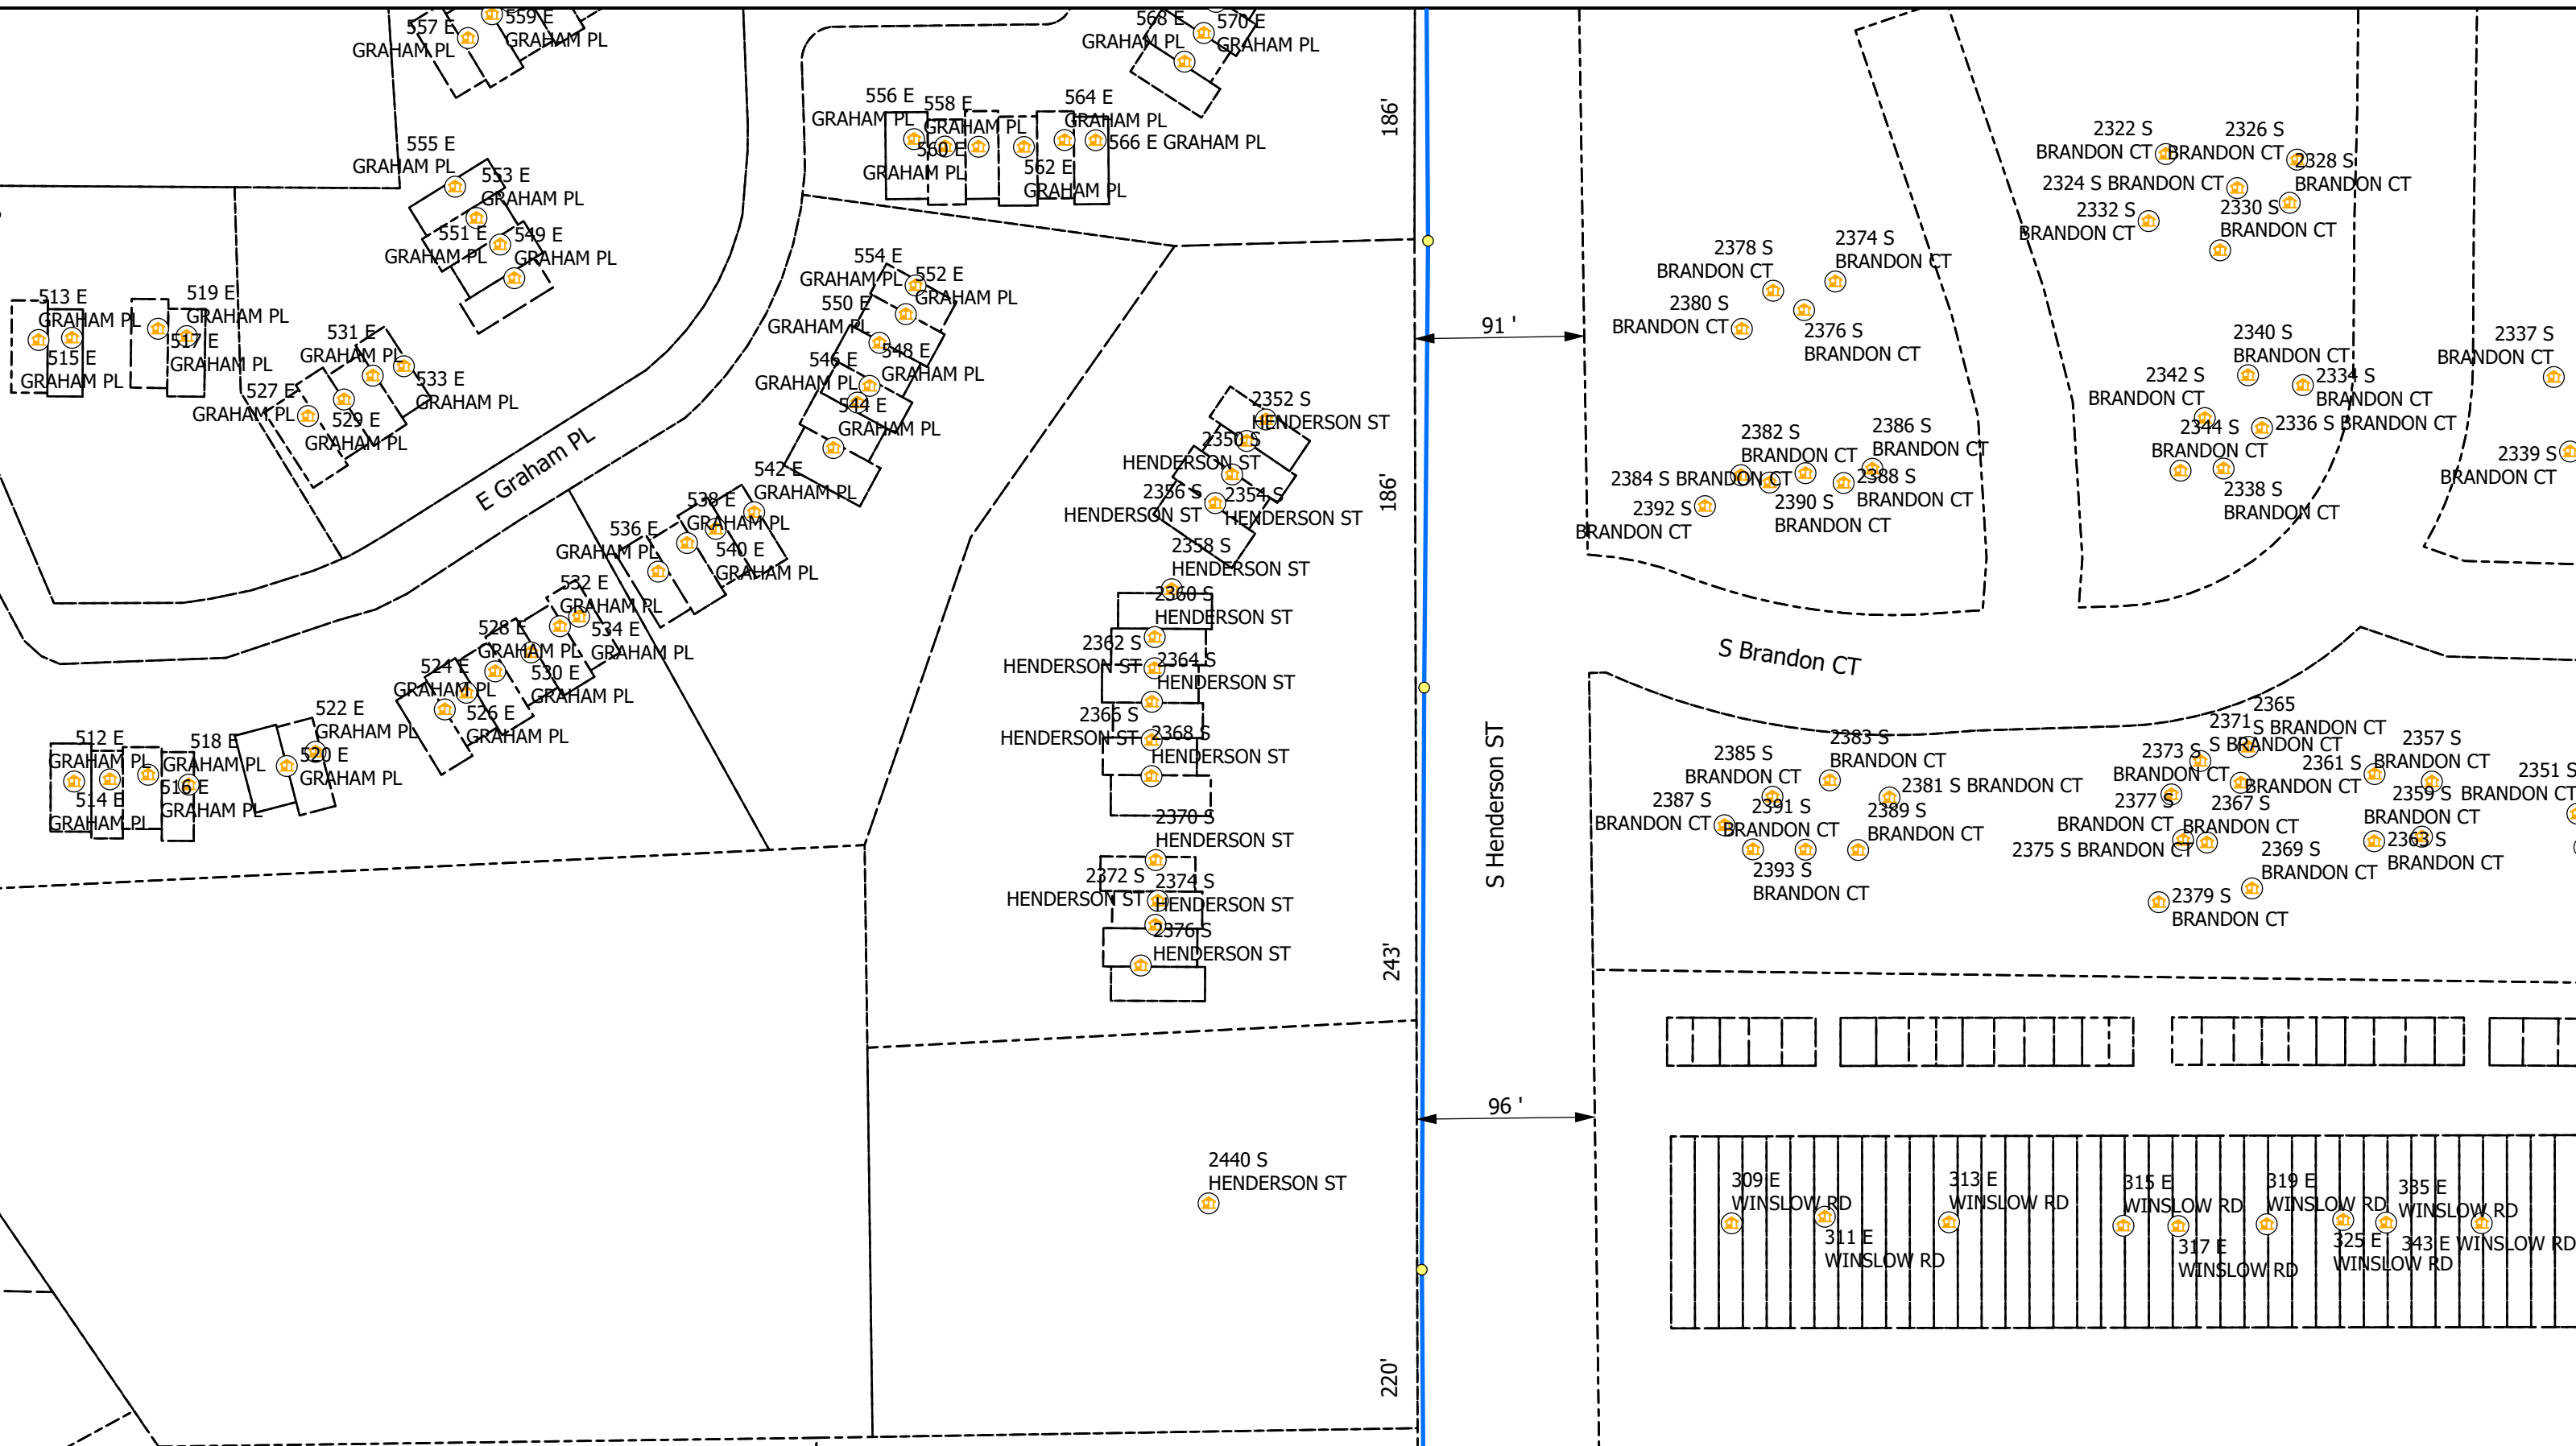 557 E
GRAHAM PL
559 E
GRAHAM PL
568 E
GRAHAM PL
570 E
GRAHAM PL
186'
556 E
GRAHAM PL
558 E
GRAHAM PL
560 E
GRAHAM PL
564 E
GRAHAM PL
566 E GRAHAM PL
562 E
GRAHAM PL
555 E
GRAHAM PL
553 E
GRAHAM PL
551 E
GRAHAM PL
549 E
GRAHAM PL
2322 S
BRANDON CT
2326 S
BRANDON CT
2328 S
BRANDON CT
2324 S BRANDON CT
2332 S
BRANDON CT
2330 S
BRANDON CT
2378 S
BRANDON CT
2374 S
BRANDON CT
2380 S
BRANDON CT
2376 S
BRANDON CT
554 E
GRAHAM PL
552 E
GRAHAM PL
550 E
GRAHAM PL
548 E
GRAHAM PL
546 E
GRAHAM PL
544 E
GRAHAM PL
542 E
GRAHAM PL
513 E
GRAHAM PL
515 E
GRAHAM PL
519 E
GRAHAM PL
517 E
GRAHAM PL
531 E
GRAHAM PL
533 E
GRAHAM PL
527 E
GRAHAM PL
529 E
GRAHAM PL
E Graham PL
91 '
2340 S
BRANDON CT
2342 S
BRANDON CT
2334 S
BRANDON CT
2336 S BRANDON CT
2344 S
BRANDON CT
2338 S
BRANDON CT
2337 S
BRANDON CT
2339 S
BRANDON CT
2352 S
HENDERSON ST
2350 S
HENDERSON ST
2356 S
HENDERSON ST
2354 S
HENDERSON ST
186'
2382 S
BRANDON CT
2386 S
BRANDON CT
2384 S BRANDON CT
2388 S
BRANDON CT
2392 S
BRANDON CT
2390 S
BRANDON CT
538 E
GRAHAM PL
536 E
GRAHAM PL
540 E
GRAHAM PL
532 E
GRAHAM PL
534 E
GRAHAM PL
528 E
GRAHAM PL
530 E
GRAHAM PL
524 E
GRAHAM PL
526 E
GRAHAM PL
522 E
GRAHAM PL
520 E
GRAHAM PL
518 E
GRAHAM PL
516 E
GRAHAM PL
512 E
GRAHAM PL
514 E
GRAHAM PL
2358 S
HENDERSON ST
2360 S
HENDERSON ST
2362 S
HENDERSON ST
2364 S
HENDERSON ST
2366 S
HENDERSON ST
2368 S
HENDERSON ST
2370 S
HENDERSON ST
2372 S
HENDERSON ST
2374 S
HENDERSON ST
2376 S
HENDERSON ST
S Brandon CT
S Henderson ST
243'
2385 S
BRANDON CT
2383 S
BRANDON CT
2381 S BRANDON CT
2387 S
BRANDON CT
2391 S
BRANDON CT
2389 S
BRANDON CT
2393 S
BRANDON CT
2365
S BRANDON CT
2371
S BRANDON CT
2373 S
BRANDON CT
2361 S
BRANDON CT
2357 S
BRANDON CT
2351 S
BRANDON CT
2359 S
BRANDON CT
2377 S
BRANDON CT
2367 S
BRANDON CT
2375 S BRANDON CT
2369 S
BRANDON CT
2363 S
BRANDON CT
2379 S
BRANDON CT
96 '
2440 S
HENDERSON ST
220'
309 E
WINSLOW RD
311 E
WINSLOW RD
313 E
WINSLOW RD
315 E
WINSLOW RD
317 E
WINSLOW RD
319 E
WINSLOW RD
325 E
WINSLOW RD
335 E
WINSLOW RD
343 E WINSLOW RD